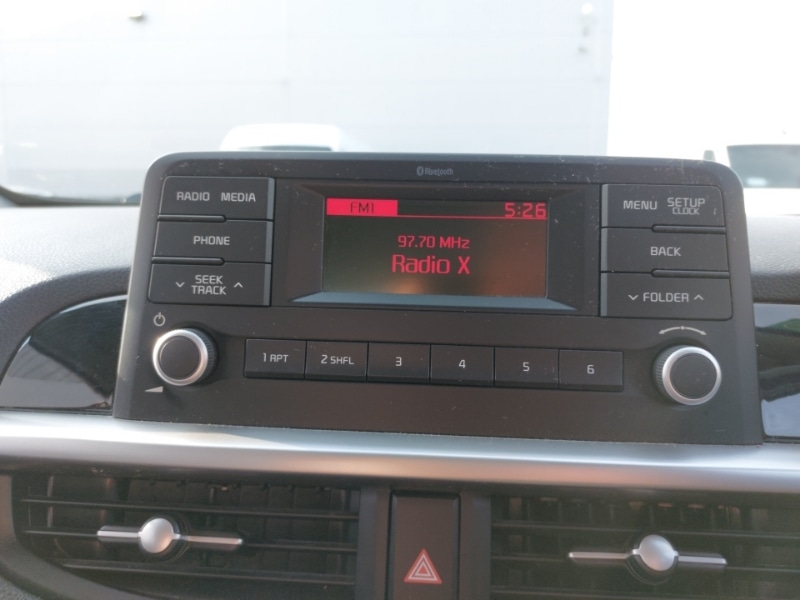 Bluetooth
RADIO MEDIA
PHONE
SEEK
TRACK
FM1 5:26
97.70 MHz
Radio X
MENU SETUP
CLOCK
BACK
FOLDER
1 RPT 2 SHFL 3 4 5 6